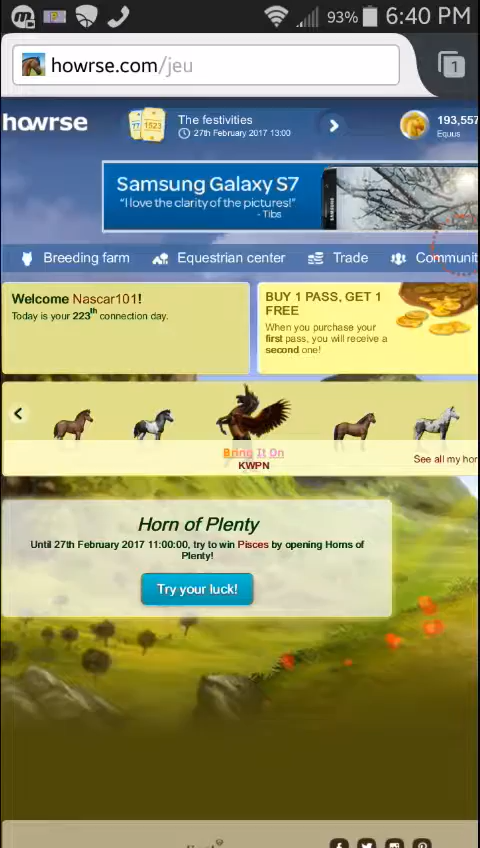 93% 6:40 PM
howrse.com/jeu
1
howrse
The festivities
27th February 2017 13:00
1523
193,557
Equus
Samsung Galaxy S7
"I love the clarity of the pictures!"
- Tibs
SAMSUNG
Breeding farm Equestrian center Trade Communit
Welcome Nascar101!
Today is your 223th connection day.
BUY 1 PASS, GET 1
FREE
When you purchase your
first pass, you will receive a
second one!
Bring It On
KWPN
See all my hor
Horn of Plenty
Until 27th February 2017 11:00:00, try to win Pisces by opening Horns of
Plenty!
Try your luck!